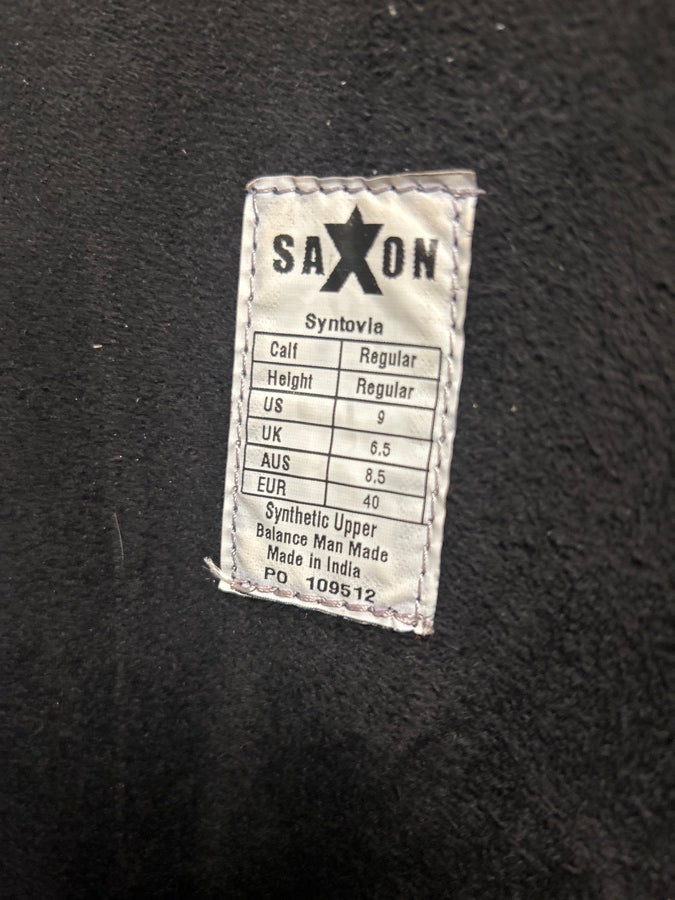 SAXON
Syntovia
Calf Regular
Height Regular
US 9
UK 6.5
AUS 8.5
EUR 40
Synthetic Upper
Balance Man Made
Made in India
PO 109512